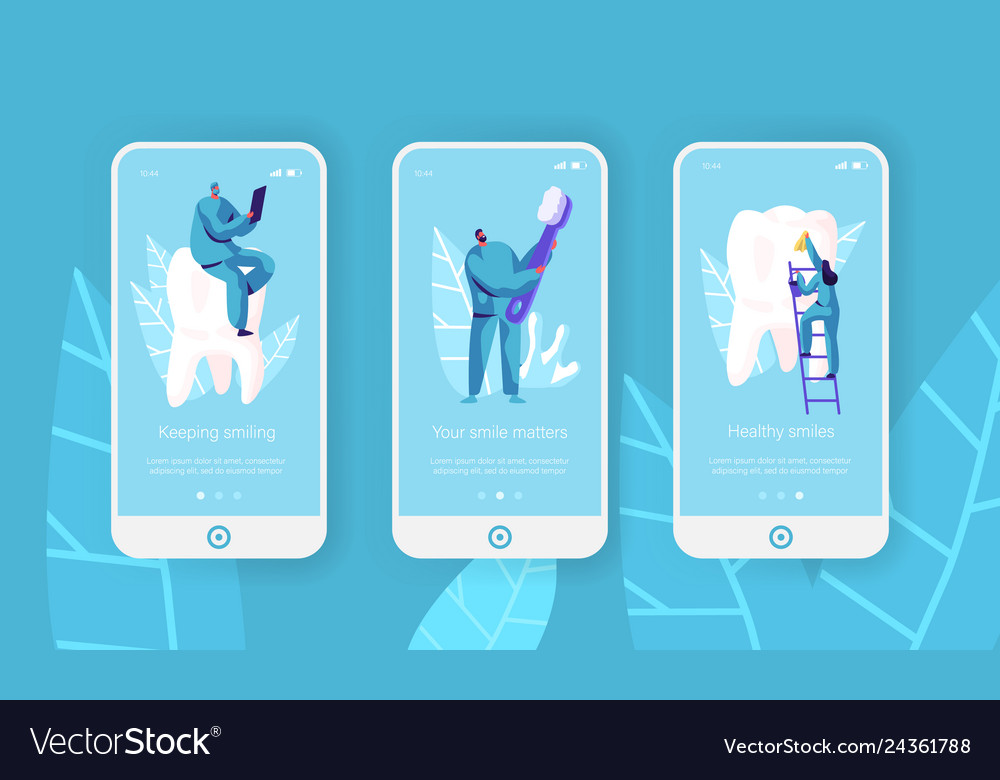 10:44
Keeping smiling
Lorem ipsum dolor sit amet, consectetur
adipiscing elit, sed do eiusmod tempor
10:44
Your smile matters
Lorem ipsum dolor sit amet, consectetur
adipiscing elit, sed do eiusmod tempor
10:44
Healthy smiles
Lorem ipsum dolor sit amet, consectetur
adipiscing elit, sed do eiusmod tempor
VectorStock®
VectorStock.com/24361788